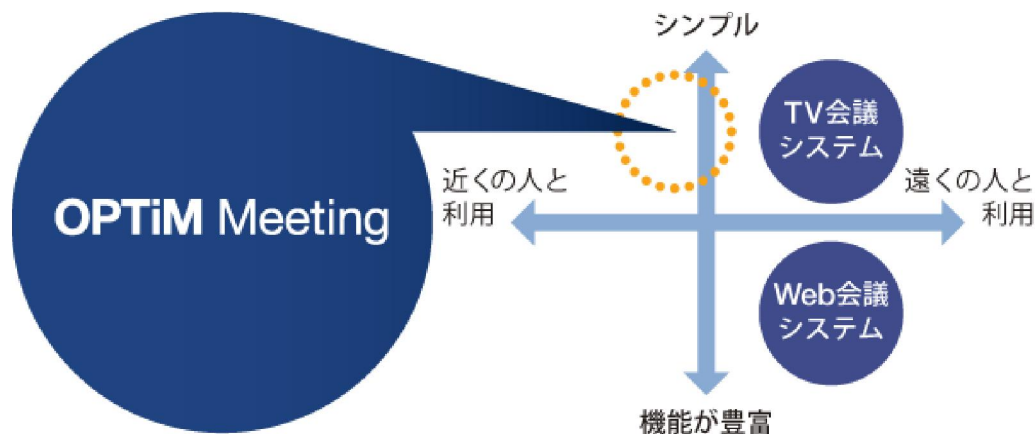 シンプル
TV会議
システム
近くの人と
利用
遠くの人と
利用
OPTiM Meeting
Web会議
システム
機能が豊富